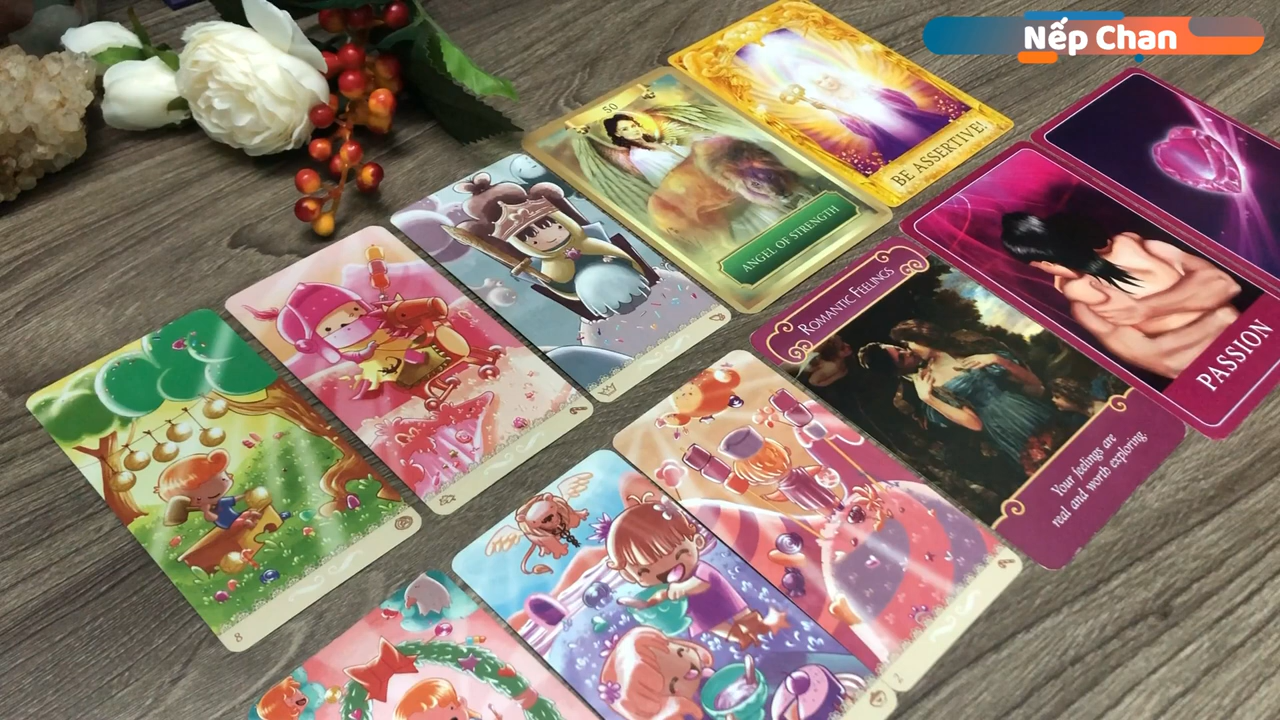 Nếp Chan
BE ASSERTIVE!
50
ANGEL OF STRENGTH
ROMANTIC FEELINGS
Your feelings are
real and worth exploring.
PASSION
8
2